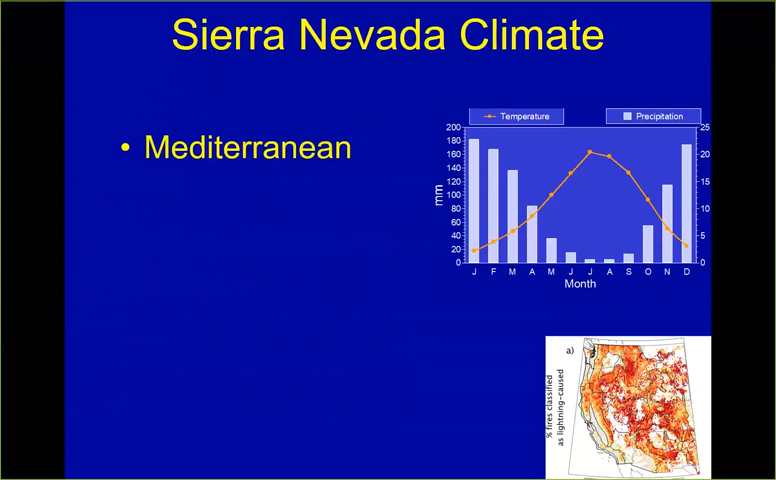 Sierra Nevada Climate
• Mediterranean
Temperature
Precipitation
200
180
160
140
120
100
80
60
40
20
0
mm
25
20
15
10
5
0
J F M A M J J A S O N D
Month
a)
% fires classified
as lightning-caused